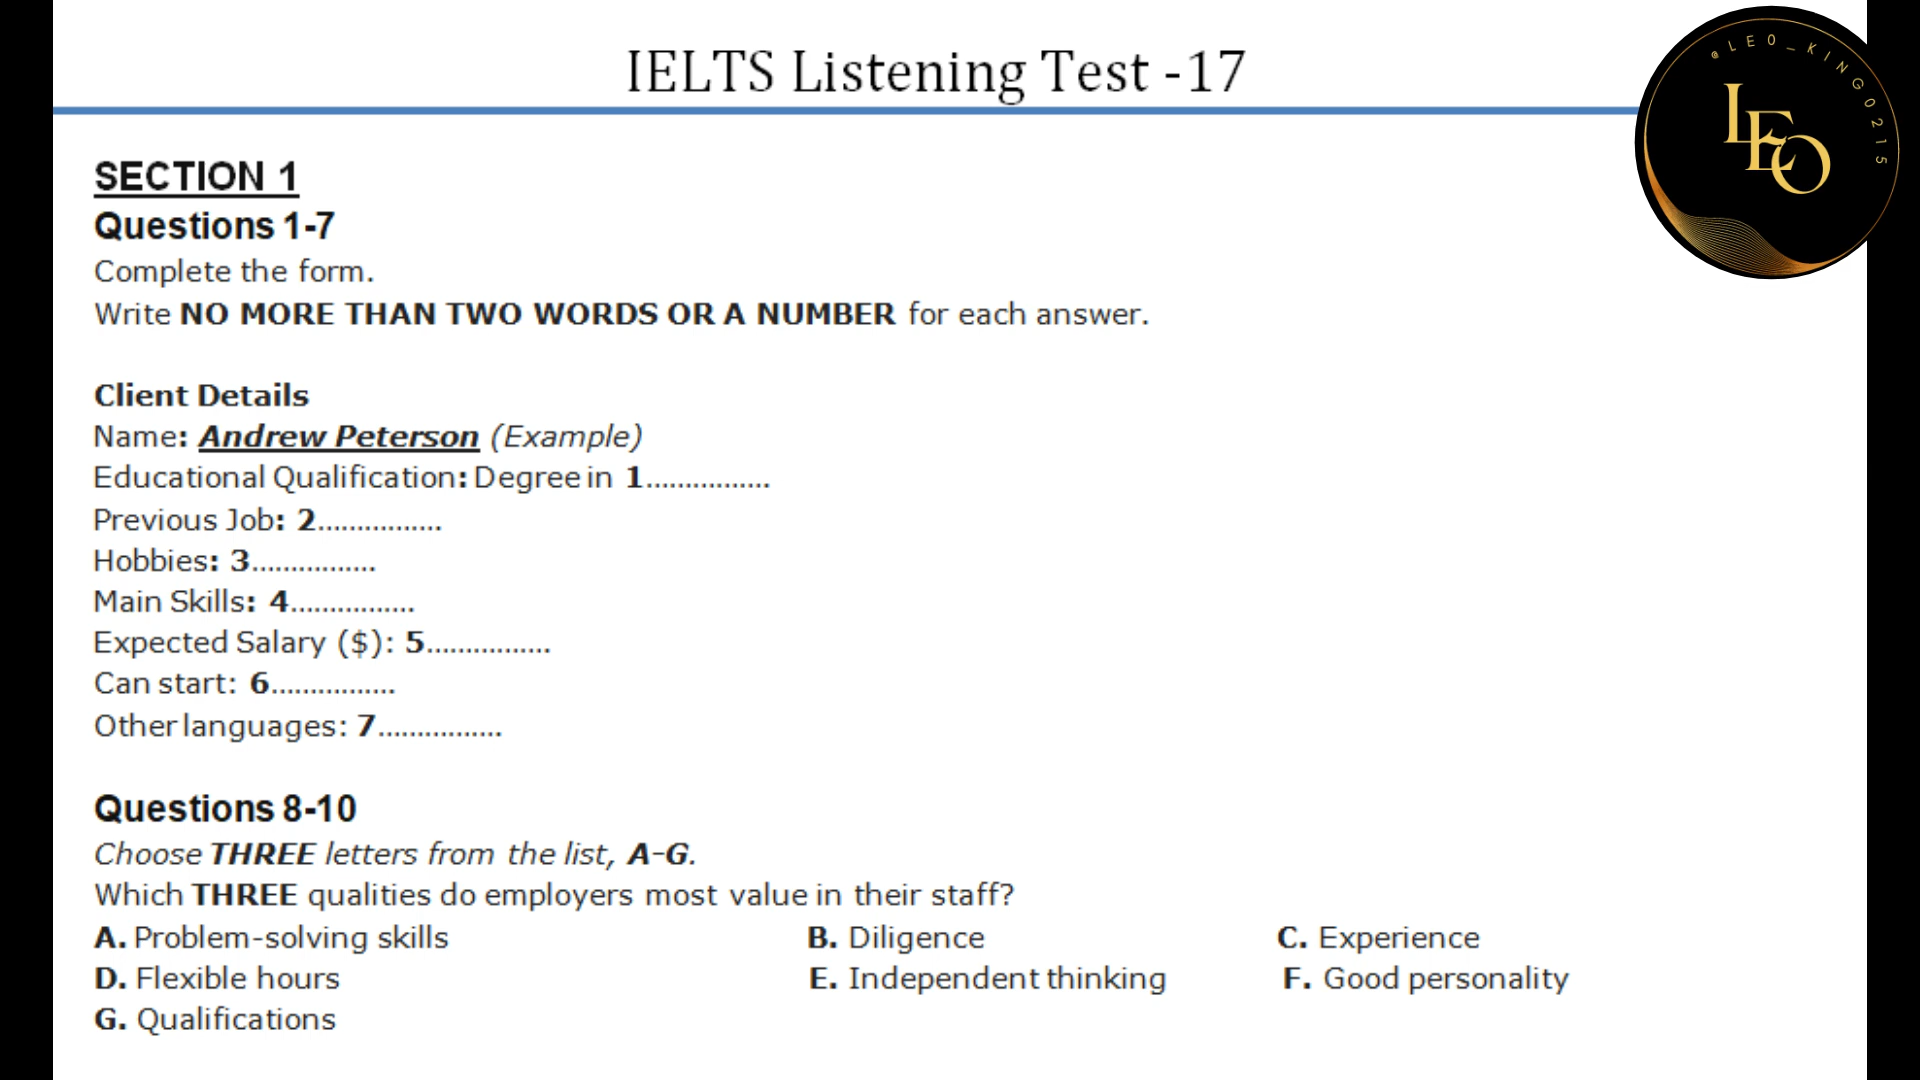 IELTS Listening Test -17
@LEO_KING0215
LEO
SECTION 1
Questions 1-7
Complete the form.
Write NO MORE THAN TWO WORDS OR A NUMBER for each answer.
Client Details
Name: Andrew Peterson (Example)
Educational Qualification: Degree in 1................
Previous Job: 2................
Hobbies: 3................
Main Skills: 4................
Expected Salary ($): 5................
Can start: 6................
Other languages: 7................
Questions 8-10
Choose THREE letters from the list, A-G.
Which THREE qualities do employers most value in their staff?
A. Problem-solving skills B. Diligence C. Experience
D. Flexible hours E. Independent thinking F. Good personality
G. Qualifications